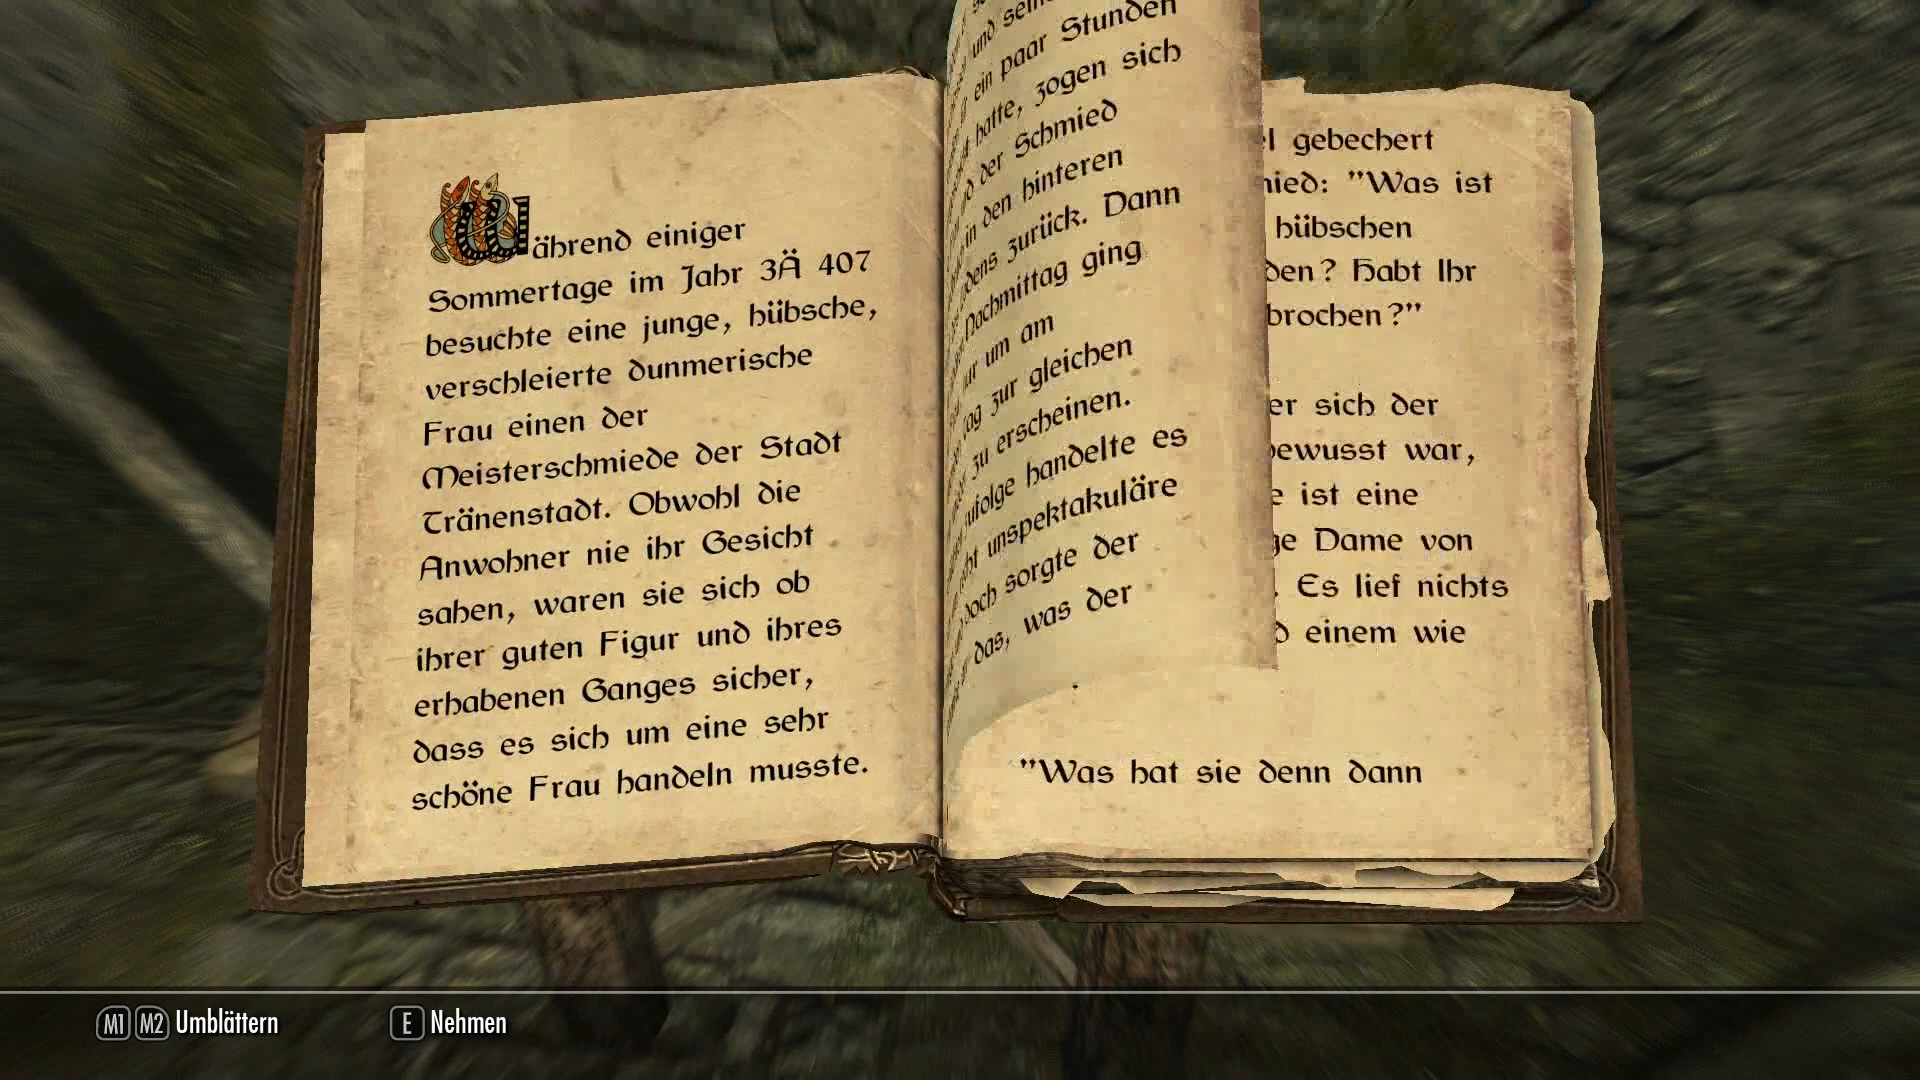 Während einiger
Sommertage im Jahr 3Ä 407
besuchte eine junge, hübsche,
verschleierte dunmerische
Frau einen der
Meisterschmiede der Stadt
Tränenstadt. Obwohl die
Anwohner nie ihr Gesicht
sahen, waren sie sich ob
ihrer guten Figur und ihres
erhabenen Ganges sicher,
dass es sich um eine sehr
schöne Frau handeln musste.
und
ein paar Stunden
hatte, zogen sich
der Schmied
in den hinteren
zurück. Dann
Nachmittag ging
um am
zur gleichen
zu erscheinen.
handelte es
unspektakuläre
doch sorgte der
das, was der
gebechert
"Was ist
hübschen
Habt Ihr
er sich der
bewusst war,
ist eine
Dame von
Es lief nichts
einem wie
"Was hat sie denn dann
M1 M2 Umblättern
E Nehmen